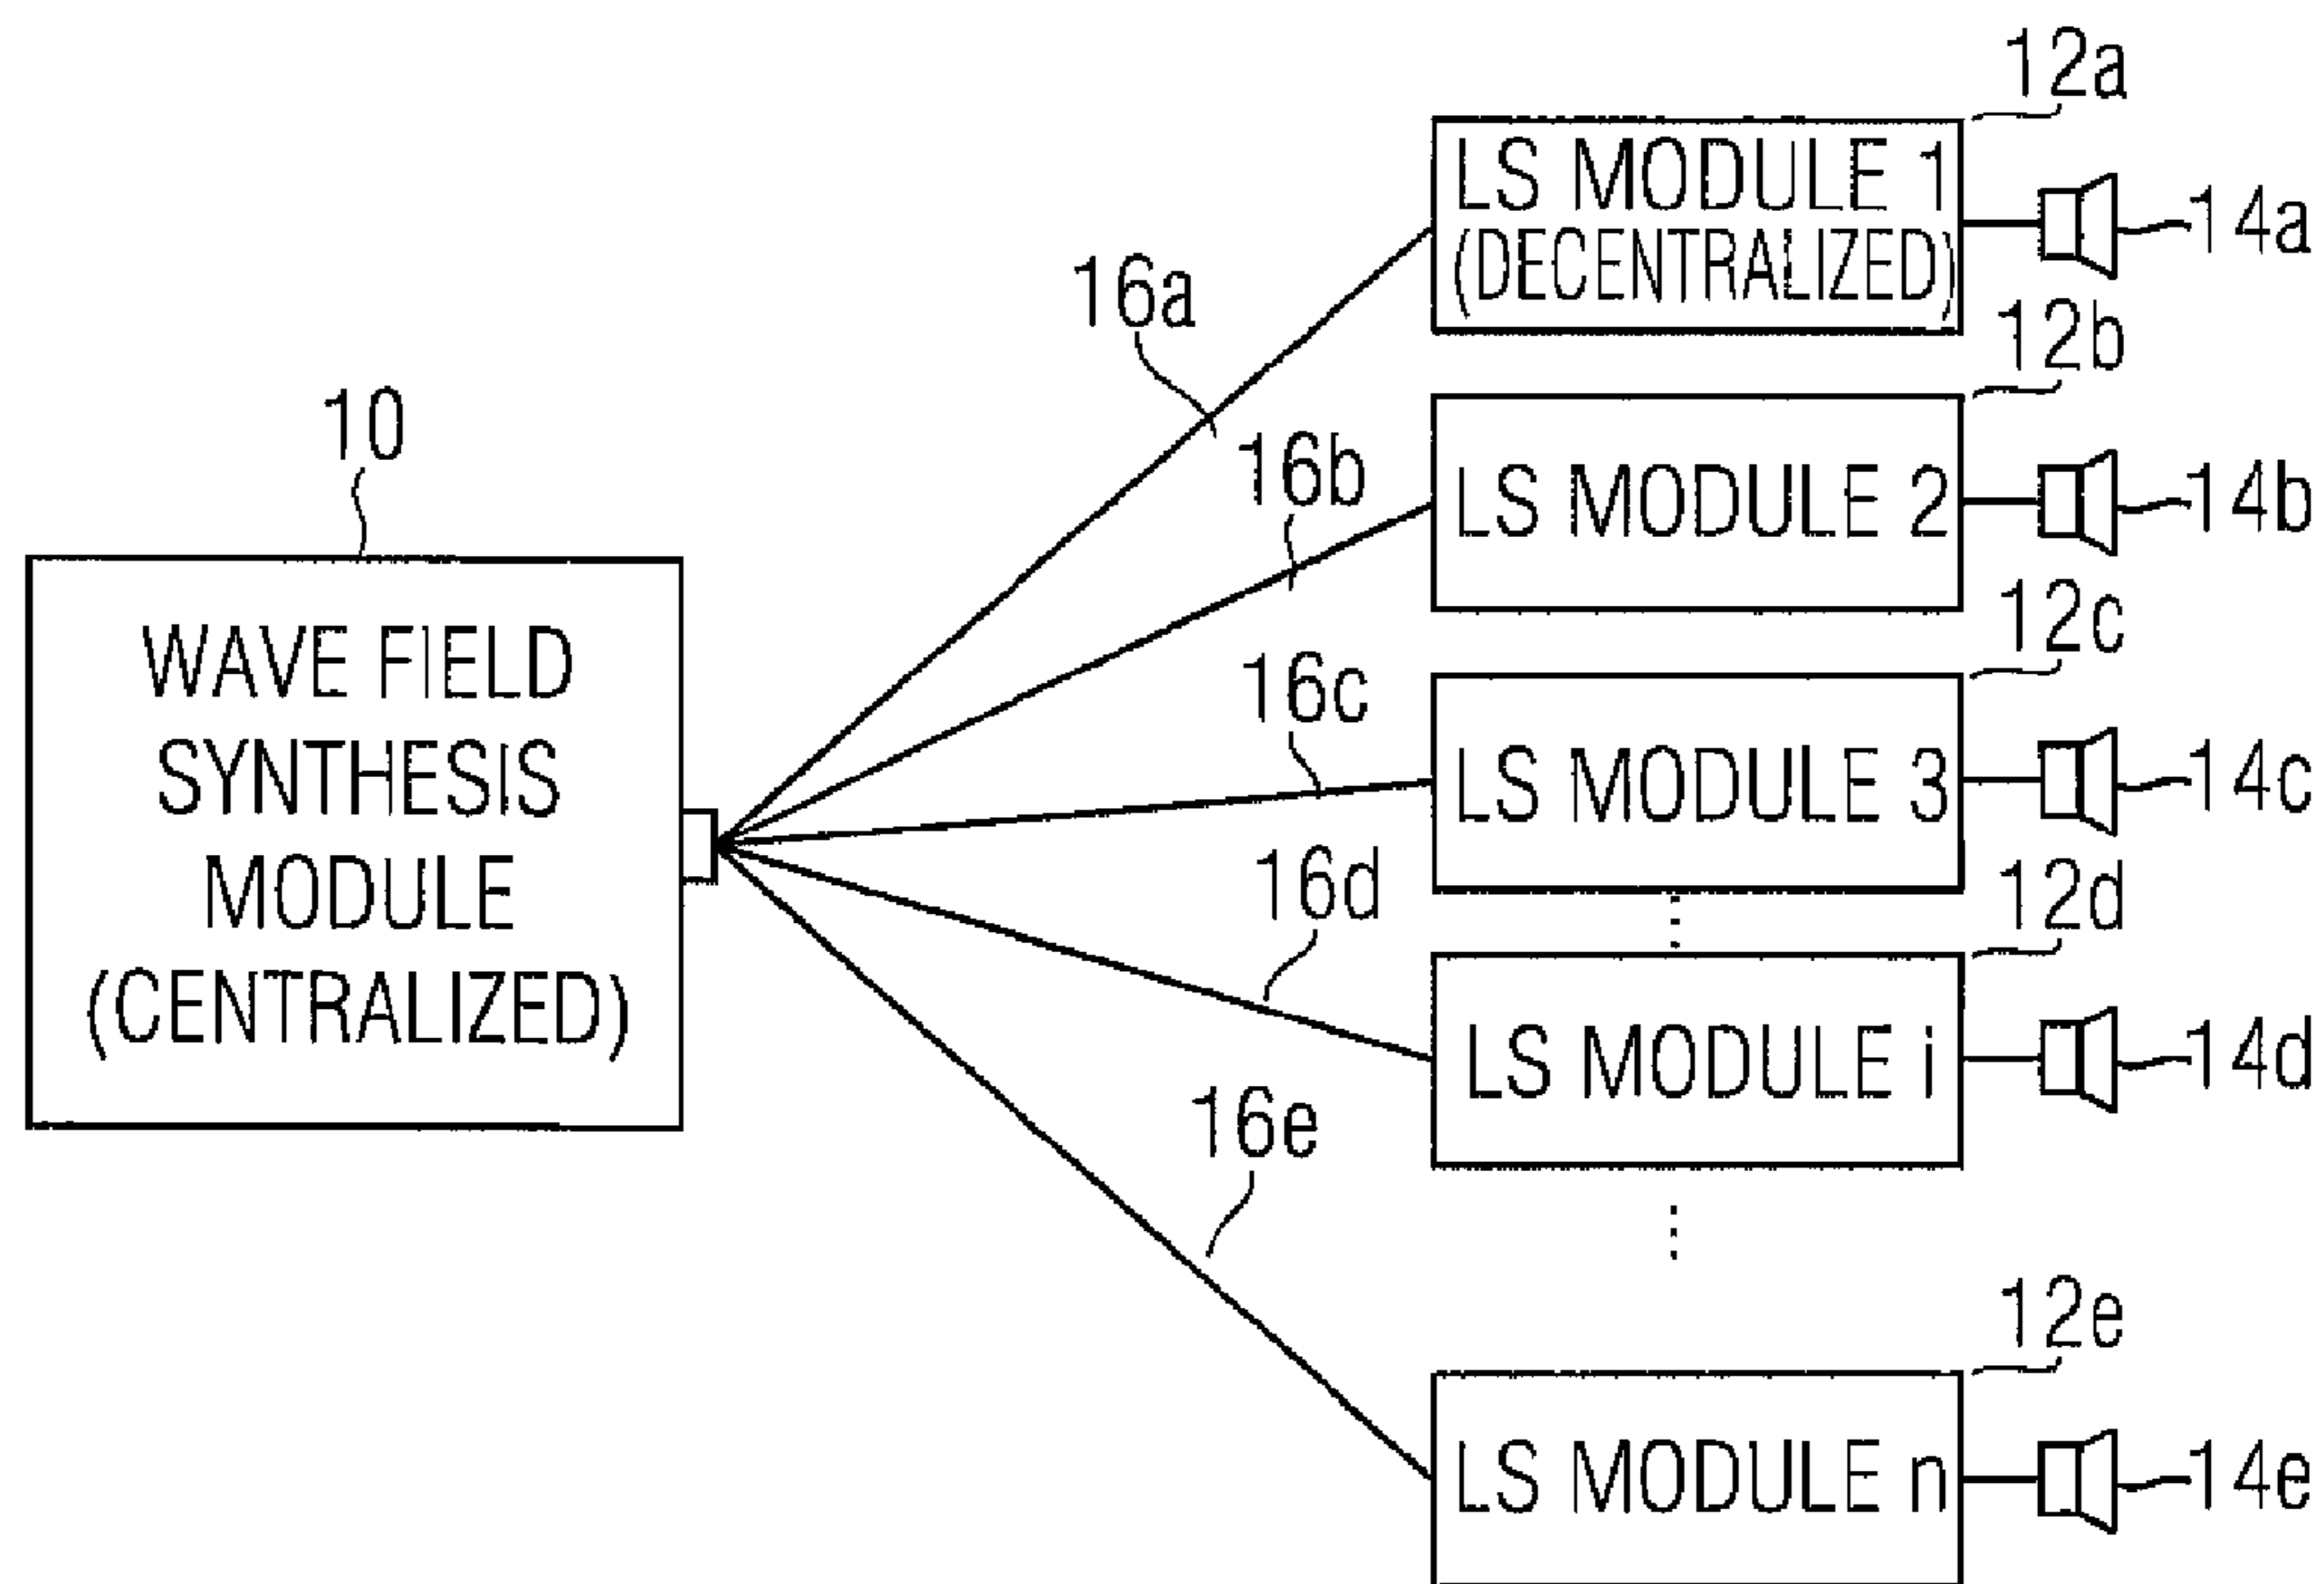 12a
LS MODULE 1
(DECENTRALIZED)
14a
16a
12b
10
16b
LS MODULE 2
14b
12c
WAVE FIELD
SYNTHESIS
MODULE
(CENTRALIZED)
16c
LS MODULE 3
14c
12d
16d
LS MODULE i
14d
16e
12e
LS MODULE n
14e